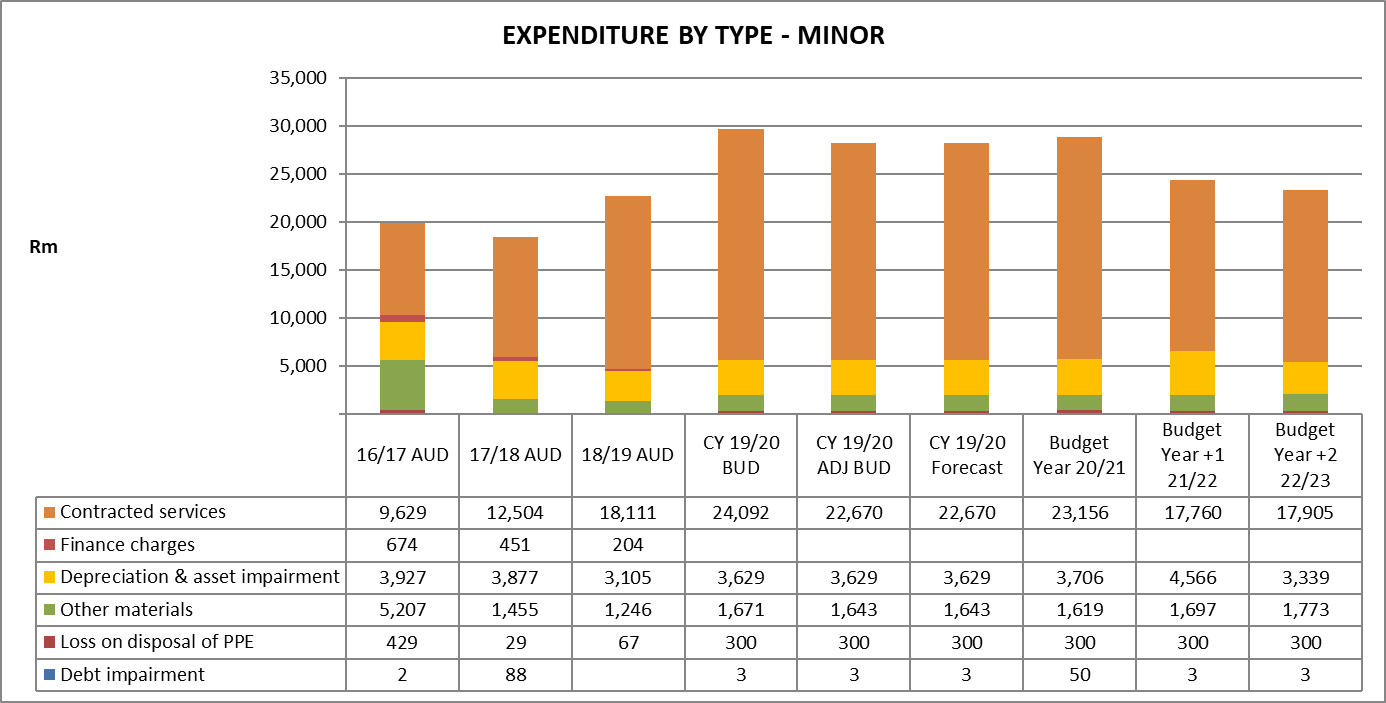 EXPENDITURE BY TYPE - MINOR
35,000
30,000
25,000
20,000
15,000
10,000
5,000
Rm
16/17 AUD 17/18 AUD 18/19 AUD CY 19/20 BUD CY 19/20 ADJ BUD CY 19/20 Forecast Budget Year 20/21 Budget Year +1 21/22 Budget Year +2 22/23
Contracted services 9,629 12,504 18,111 24,092 22,670 22,670 23,156 17,760 17,905
Finance charges 674 451 204
Depreciation & asset impairment 3,927 3,877 3,105 3,629 3,629 3,629 3,706 4,566 3,339
Other materials 5,207 1,455 1,246 1,671 1,643 1,643 1,619 1,697 1,773
Loss on disposal of PPE 429 29 67 300 300 300 300 300 300
Debt impairment 2 88 3 3 3 50 3 3